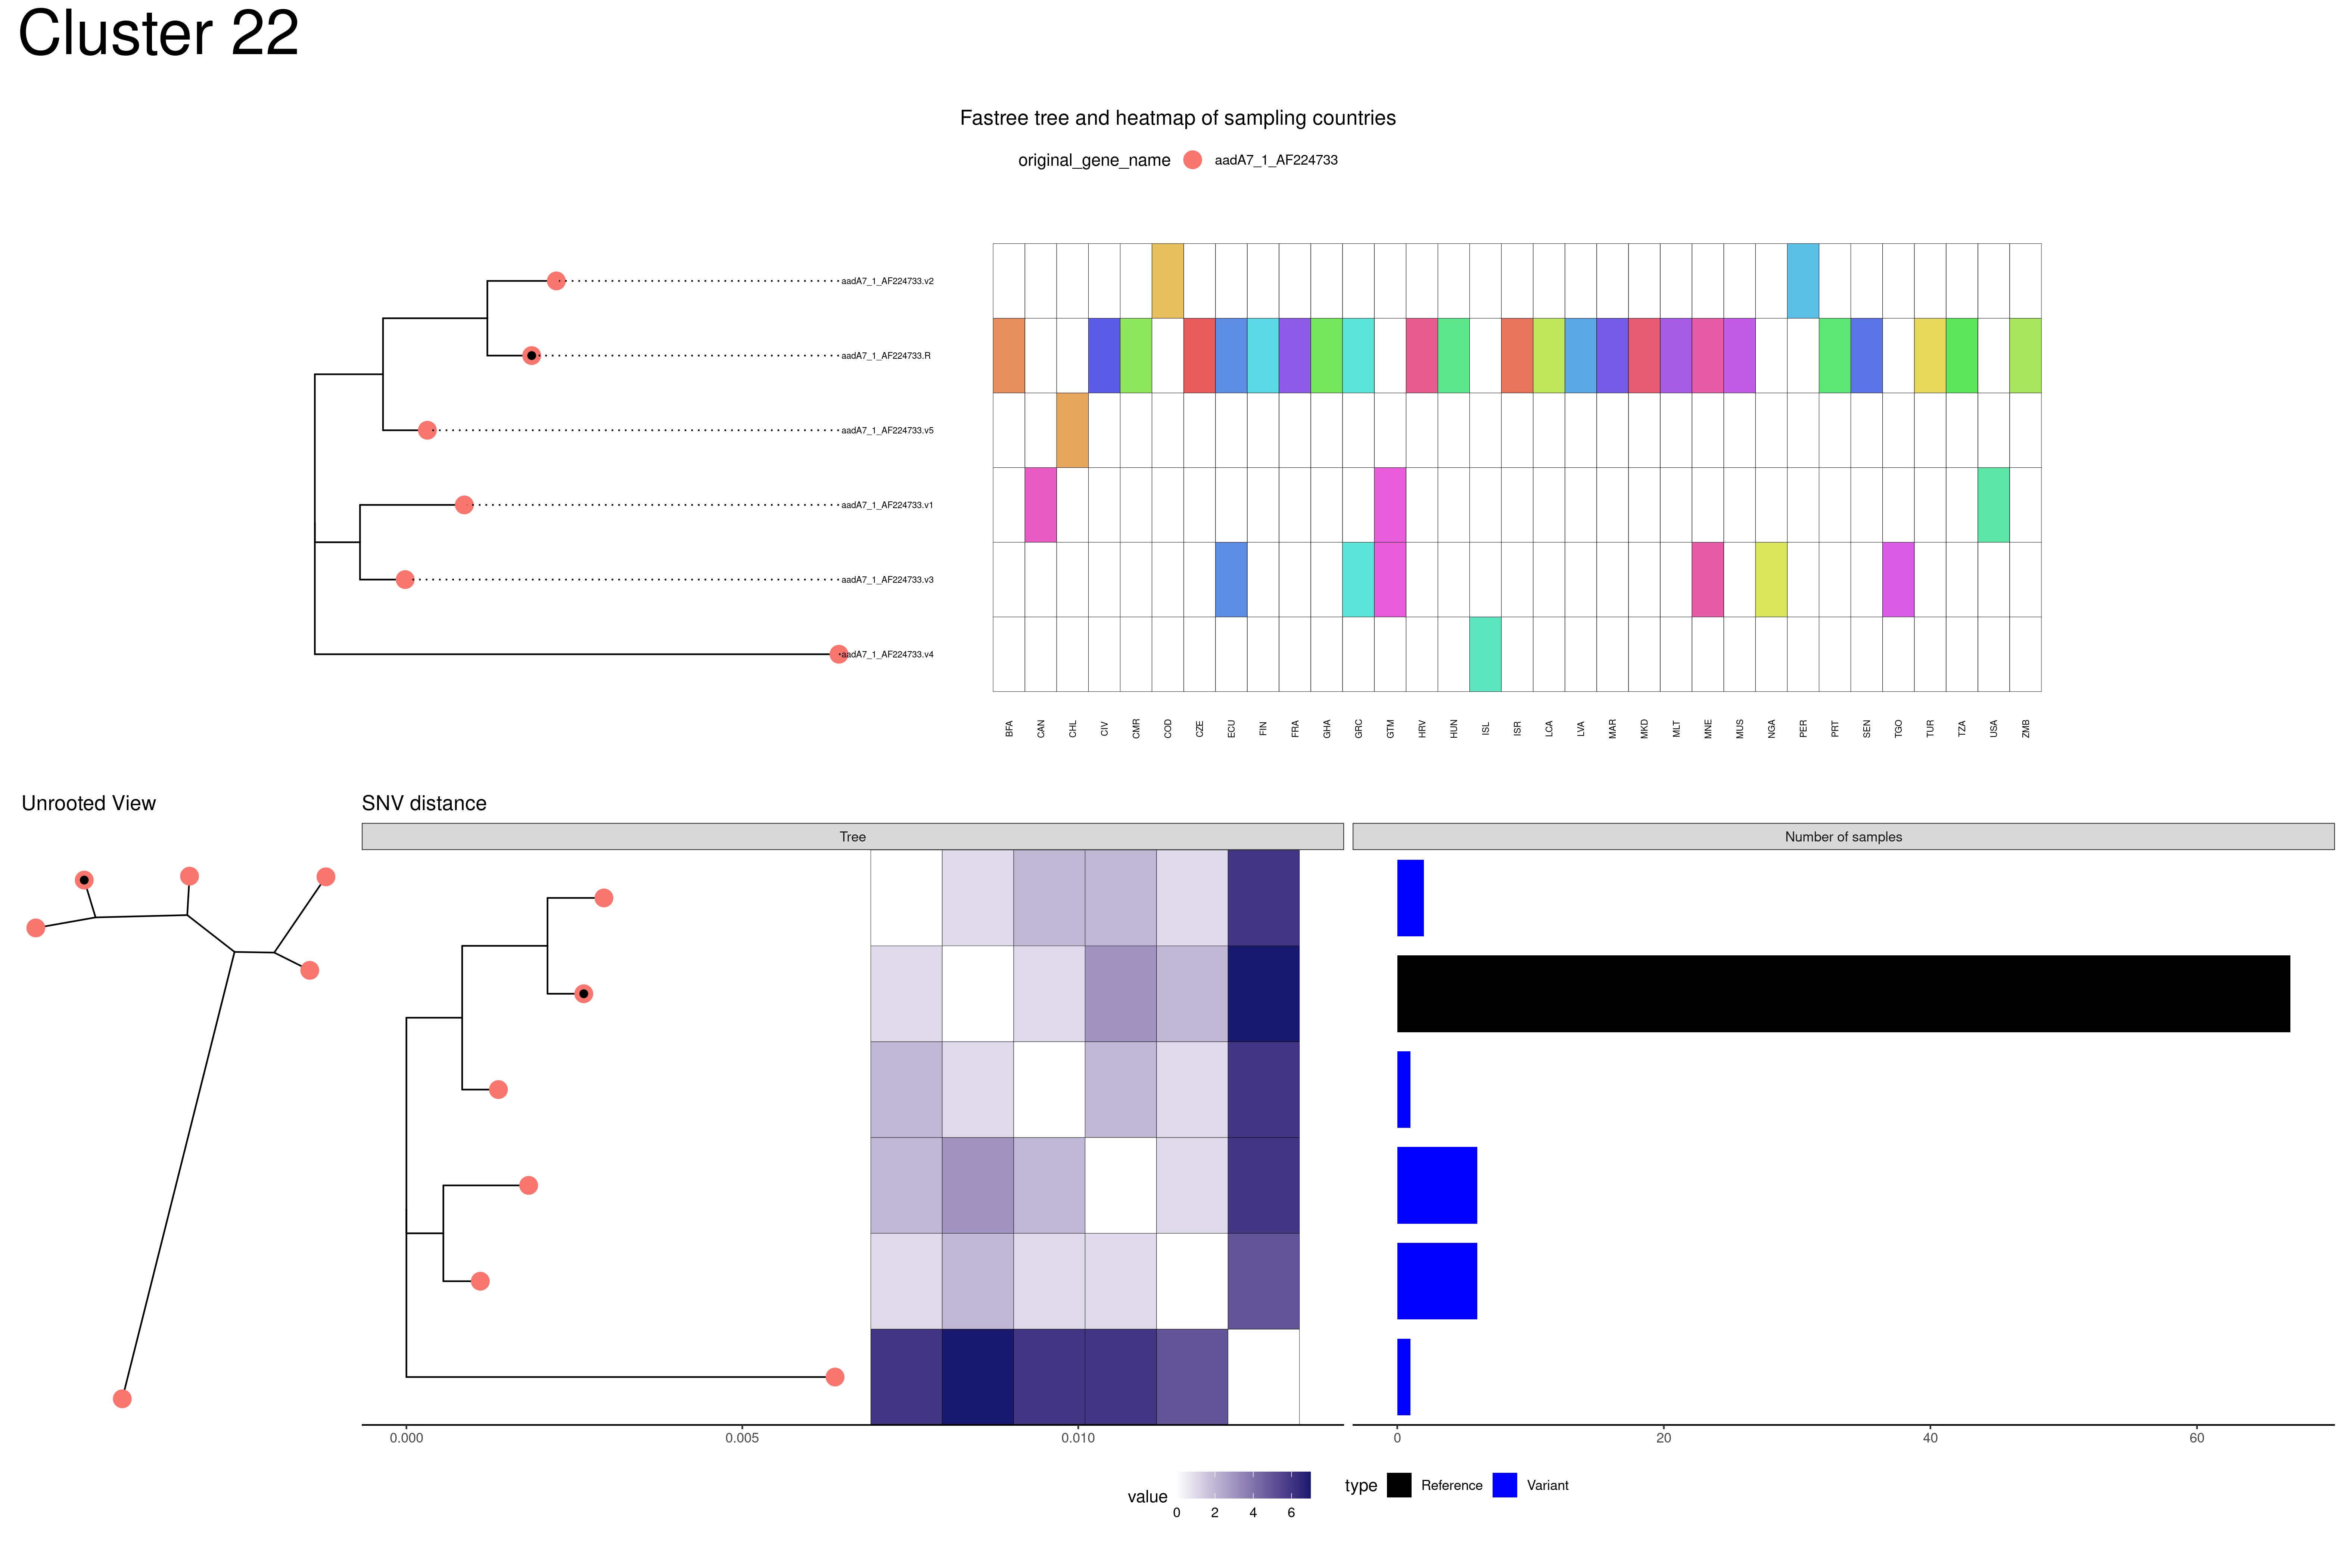 Cluster 22
Fastree tree and heatmap of sampling countries
original_gene_name aadA7_1_AF224733
aadA7_1_AF224733.v2
aadA7_1_AF224733.R
aadA7_1_AF224733.v5
aadA7_1_AF224733.v1
aadA7_1_AF224733.v3
aadA7_1_AF224733.v4
BFA CAN CHL CIV CMR COD CZE ECU FIN FRA GHA GRC GTM HRV HUN ISL ISR LCA LVA MAR MKD MLT MNE MUS NGA PER PRT SEN TGO TUR TZA USA ZMB
Unrooted View
SNV distance
Tree
Number of samples
0.000 0.005 0.010
0 20 40 60
value
0 2 4 6
type Reference Variant